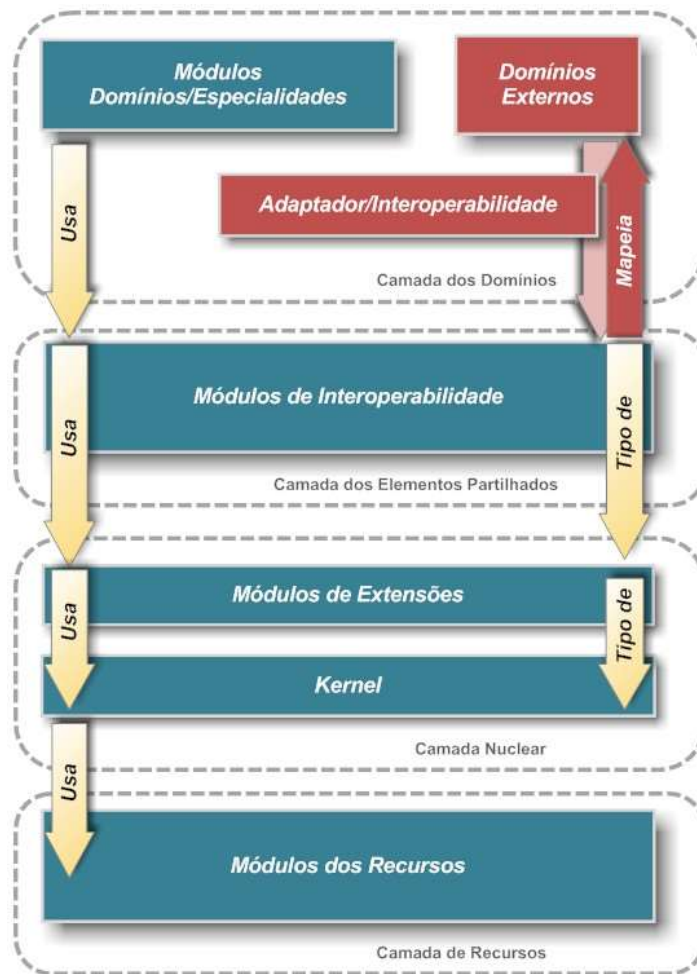 Módulos
Domínios/Especialidades
Domínios
Externos
Usa
Adaptador/Interoperabilidade
Mapeia
Camada dos Domínios
Módulos de Interoperabilidade
Usa
Tipo de
Camada dos Elementos Partilhados
Módulos de Extensões
Usa
Tipo de
Kernel
Camada Nuclear
Usa
Módulos dos Recursos
Camada de Recursos